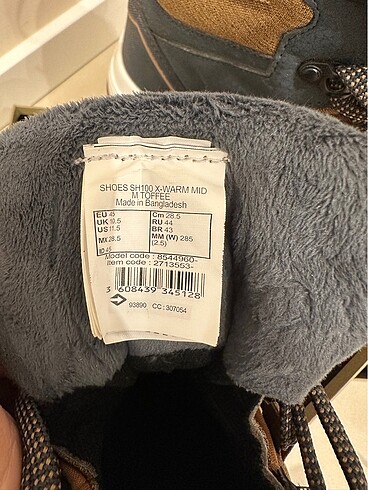 SHOES SH100 X-WARM MID
M TOFFEE
Made in Bangladesh
EU 45 Cm 28.5
UK 10.5 RU 44
US 11.5 BR 43
MX 28.5 MM (W) 285
(2.5)
Model code : 8544960-
Item code : 2713553-
3 608439 345128
93890 CC : 307054